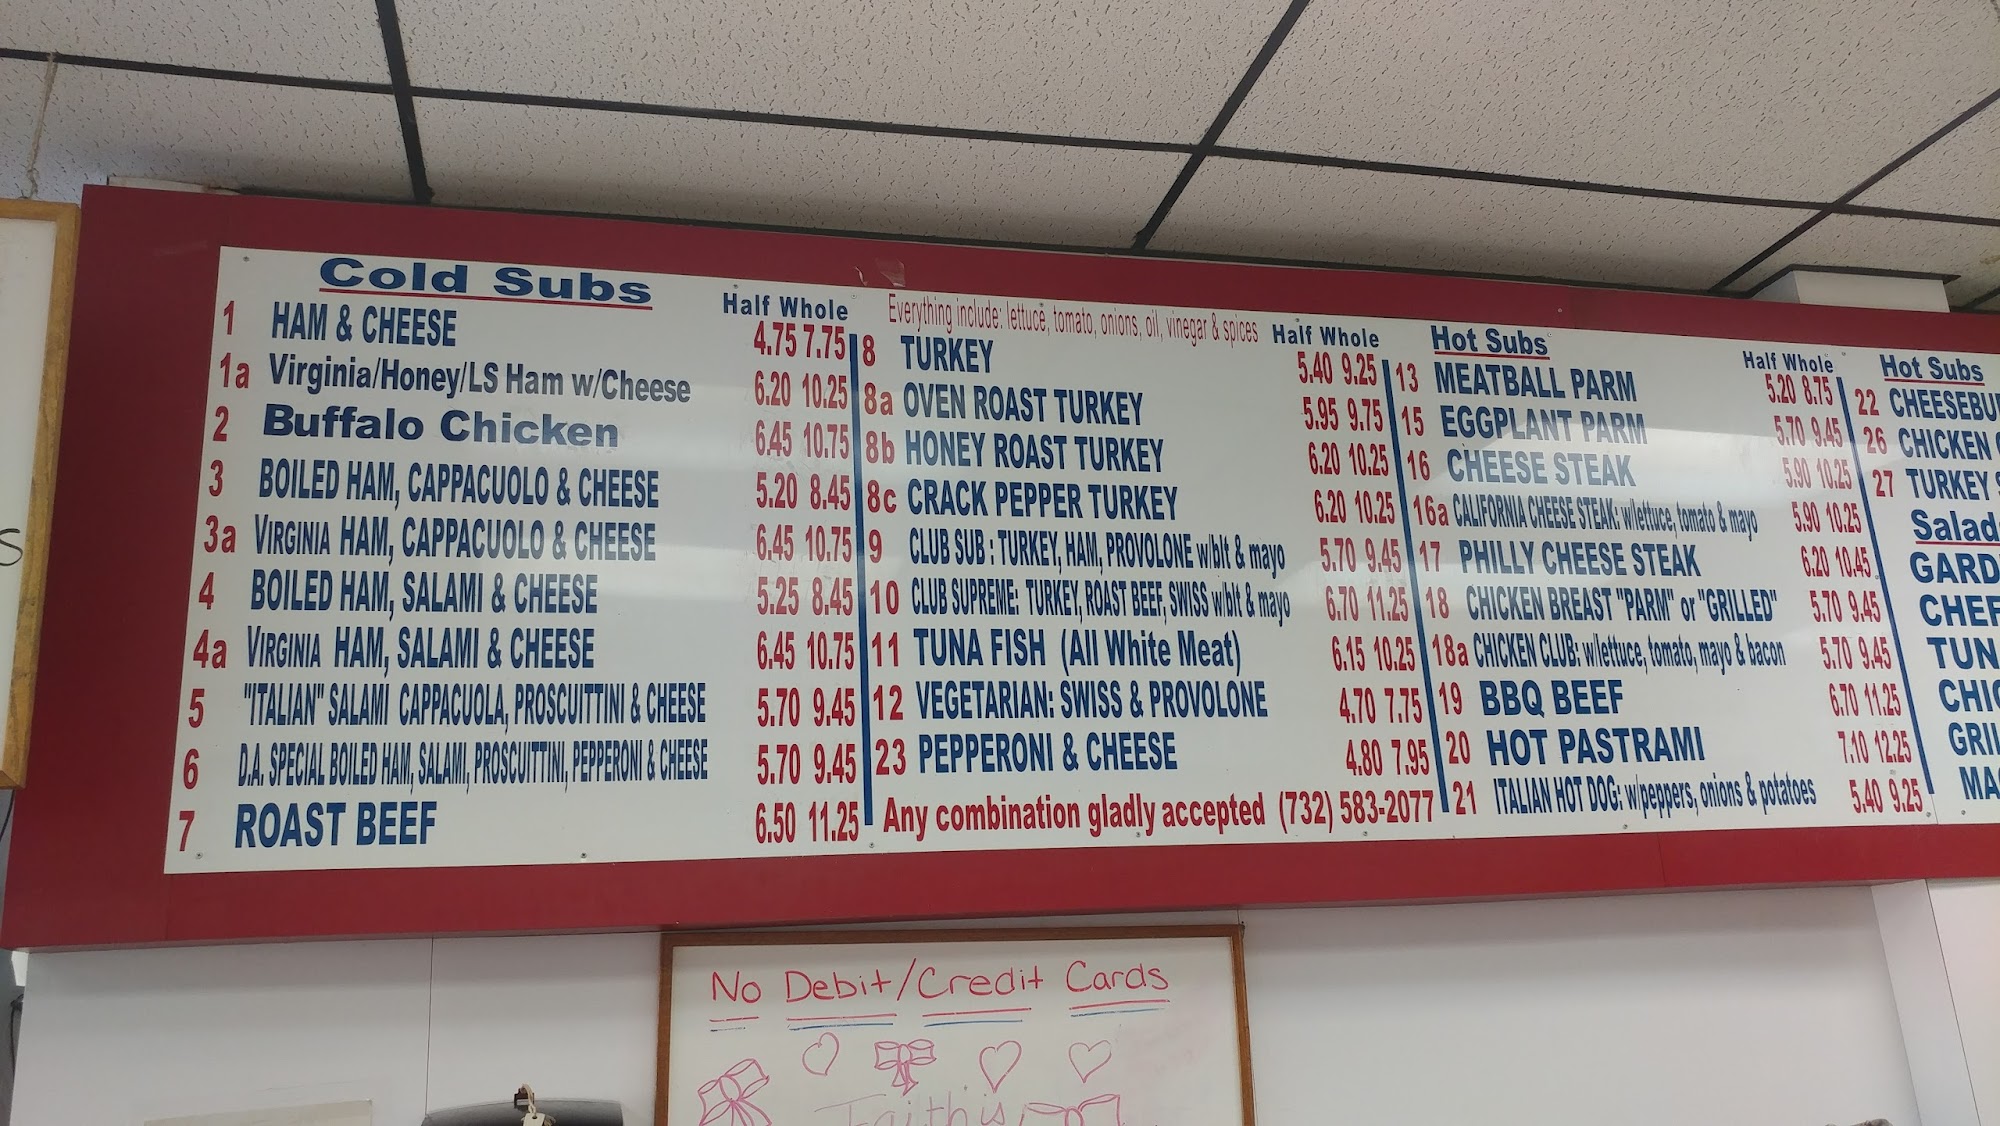 Cold Subs
Half Whole
1 HAM & CHEESE 4.75 7.75
1a Virginia/Honey/LS Ham w/Cheese 6.20 10.25
2 Buffalo Chicken 6.45 10.75
3 BOILED HAM, CAPPACUOLO & CHEESE 5.20 8.45
3a VIRGINIA HAM, CAPPACUOLO & CHEESE 6.45 10.75
4 BOILED HAM, SALAMI & CHEESE 5.25 8.45
4a VIRGINIA HAM, SALAMI & CHEESE 6.45 10.75
5 "ITALIAN" SALAMI CAPPACUOLA, PROSCUITTINI & CHEESE 5.70 9.45
6 D.A. SPECIAL BOILED HAM, SALAMI, PROSCUITTINI, PEPPERONI & CHEESE 5.70 9.45
7 ROAST BEEF 6.50 11.25
Everything include: lettuce, tomato, onions, oil, vinegar & spices
Half Whole
8 TURKEY 5.40 9.25
8a OVEN ROAST TURKEY 5.95 9.75
8b HONEY ROAST TURKEY 6.20 10.25
8c CRACK PEPPER TURKEY 6.20 10.25
9 CLUB SUB : TURKEY, HAM, PROVOLONE w/blt & mayo 5.70 9.45
10 CLUB SUPREME: TURKEY, ROAST BEEF, SWISS w/blt & mayo 6.70 11.25
11 TUNA FISH (All White Meat) 6.15 10.25
12 VEGETARIAN: SWISS & PROVOLONE 4.70 7.75
23 PEPPERONI & CHEESE 4.80 7.95
Any combination gladly accepted (732) 583-2077
Hot Subs
Half Whole
13 MEATBALL PARM 5.20 8.75
15 EGGPLANT PARM 5.70 9.45
16 CHEESE STEAK 5.90 10.25
16a CALIFORNIA CHEESE STEAK: w/lettuce, tomato & mayo 5.90 10.25
17 PHILLY CHEESE STEAK 6.20 10.45
18 CHICKEN BREAST "PARM" or "GRILLED" 5.70 9.45
18a CHICKEN CLUB: w/lettuce, tomato, mayo & bacon 5.70 9.45
19 BBQ BEEF 6.70 11.25
20 HOT PASTRAMI 7.10 12.25
21 ITALIAN HOT DOG: w/peppers, onions & potatoes 5.40 9.25
Hot Subs
22 CHEESEBU
26 CHICKEN
27 TURKEY
Salad
GARD
CHEF
TUN
CHIC
GRIL
MA
No Debit/Credit Cards
Faith is